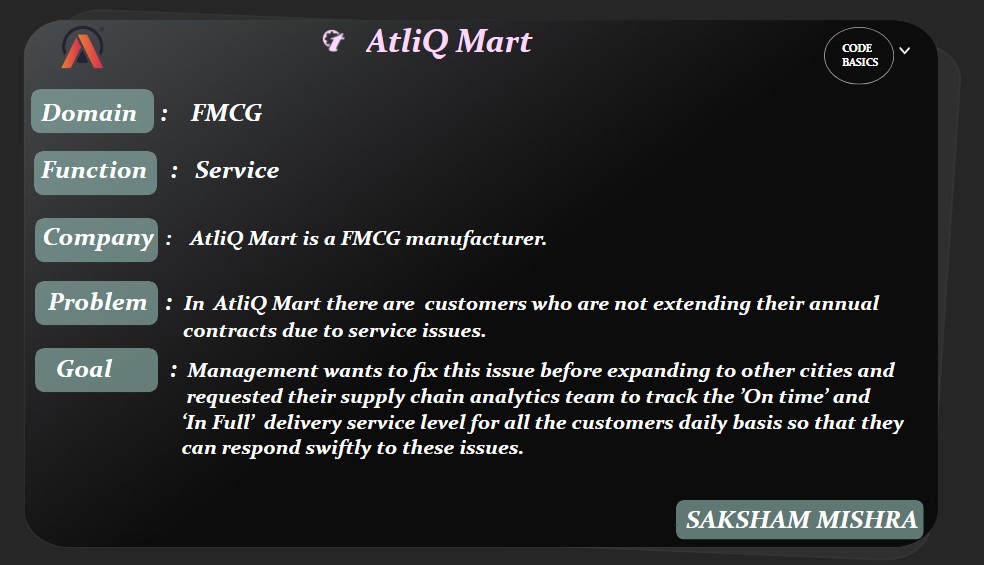 AtliQ Mart
CODE
BASICS
Domain : FMCG
Function : Service
Company : AtliQ Mart is a FMCG manufacturer.
Problem : In AtliQ Mart there are customers who are not extending their annual
contracts due to service issues.
Goal : Management wants to fix this issue before expanding to other cities and
requested their supply chain analytics team to track the ’On time’ and
‘In Full’ delivery service level for all the customers daily basis so that they
can respond swiftly to these issues.
SAKSHAM MISHRA